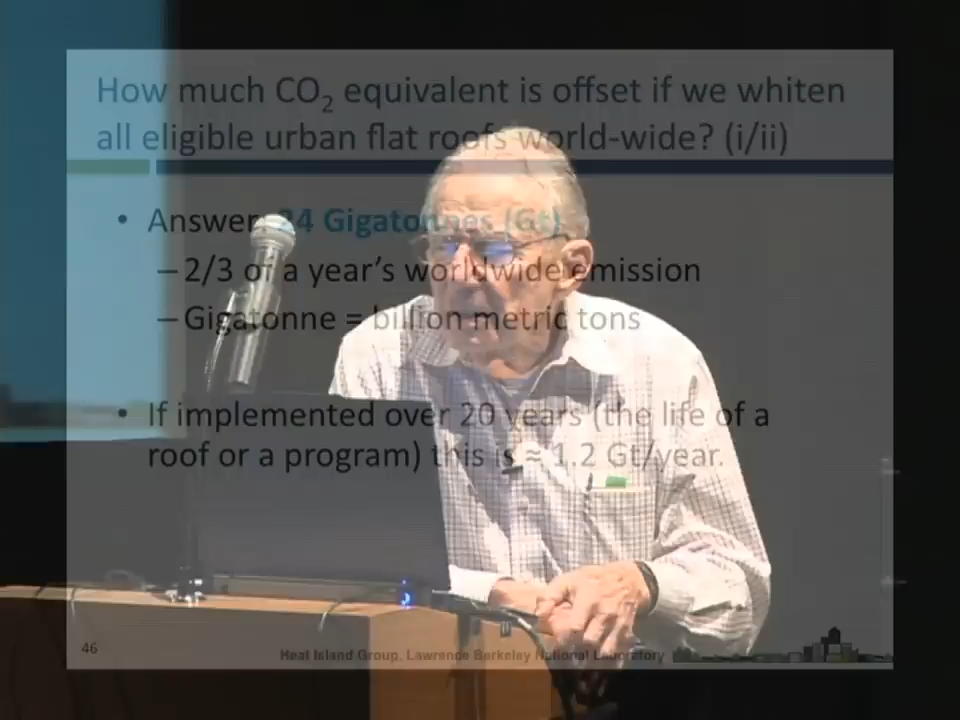 How much CO₂ equivalent is offset if we whiten
all eligible urban flat roofs world-wide? (i/ii)
• Answer: 24 Gigatonnes (Gt)
– 2/3 of a year’s worldwide emission
– Gigatonne = billion metric tons
• If implemented over 20 years (the life of a
roof or a program) this is ≈ 1.2 Gt/year.
46
Heat Island Group, Lawrence Berkeley National Laboratory